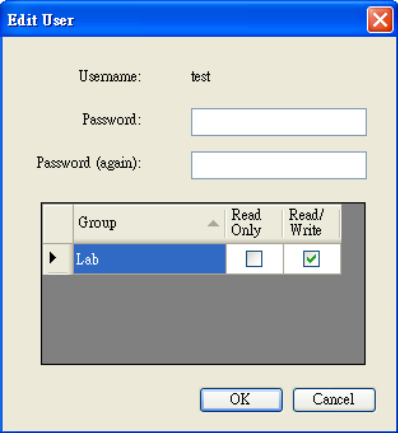 Edit User
Username: test
Password:
Password (again):
Group Read Only Read/ Write
Lab
OK Cancel